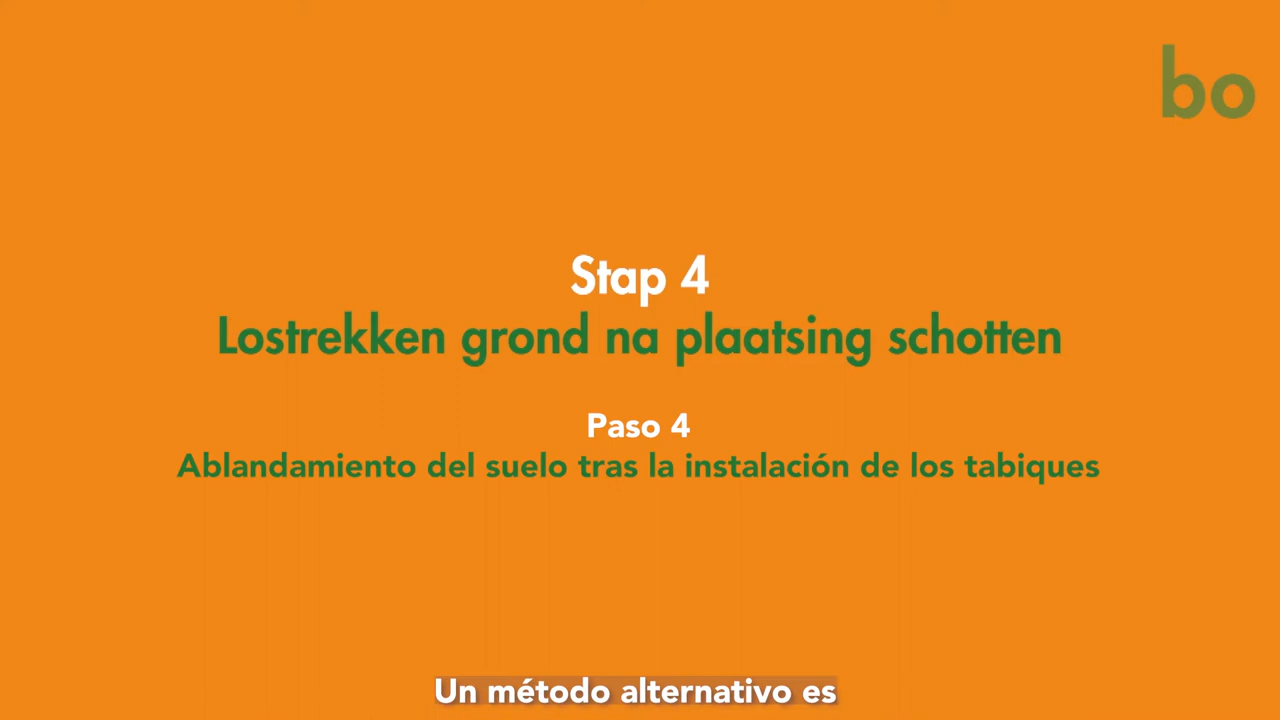 bo
Stap 4
Lostrekken grond na plaatsing schotten
Paso 4
Ablandamiento del suelo tras la instalación de los tabiques
Un método alternativo es